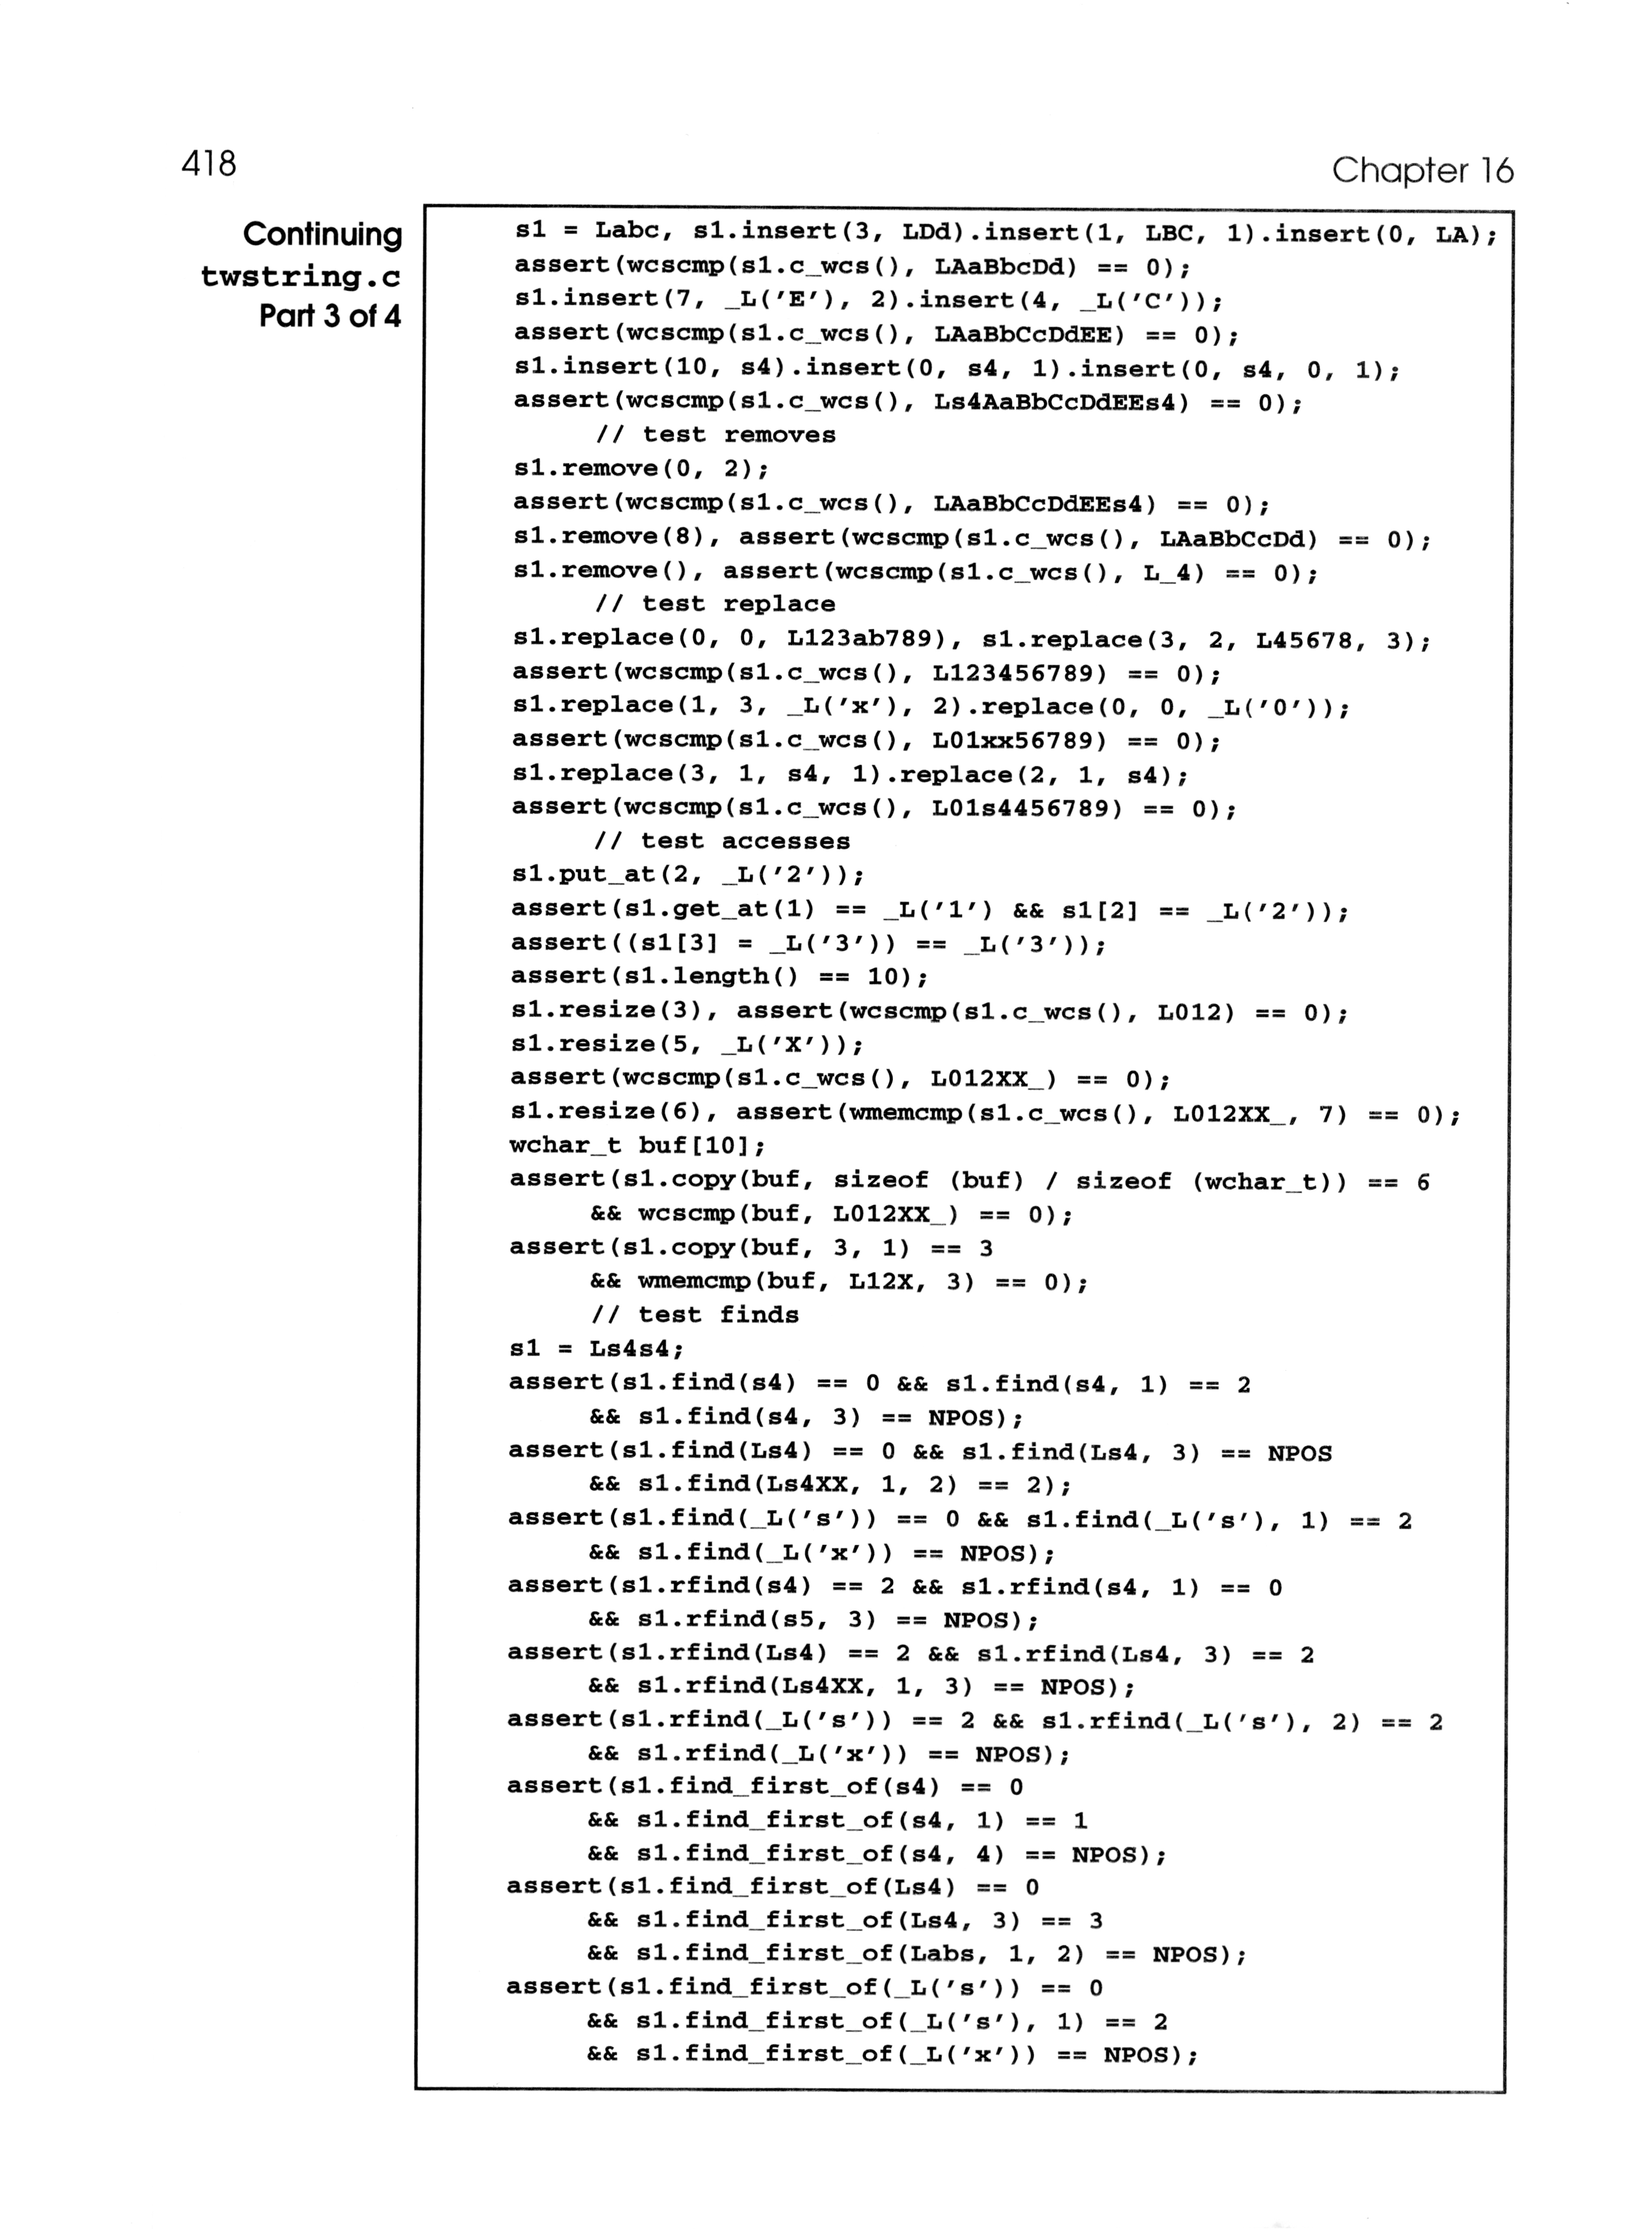 418
Chapter 16
Continuing
twstring.c
Part 3 of 4
s1 = Labc, s1.insert(3, LDd).insert(1, LBC, 1).insert(0, LA);
assert(wcscmp(s1.c_wcs(), LAaBbcDd) == 0);
s1.insert(7, _L('E'), 2).insert(4, _L('C'));
assert(wcscmp(s1.c_wcs(), LAaBbCcDdEE) == 0);
s1.insert(10, s4).insert(0, s4, 1).insert(0, s4, 0, 1);
assert(wcscmp(s1.c_wcs(), Ls4AaBbCcDdEEs4) == 0);
// test removes
s1.remove(0, 2);
assert(wcscmp(s1.c_wcs(), LAaBbCcDdEEs4) == 0);
s1.remove(8), assert(wcscmp(s1.c_wcs(), LAaBbCcDd) == 0);
s1.remove(), assert(wcscmp(s1.c_wcs(), L_4) == 0);
// test replace
s1.replace(0, 0, L123ab789), s1.replace(3, 2, L45678, 3);
assert(wcscmp(s1.c_wcs(), L123456789) == 0);
s1.replace(1, 3, _L('x'), 2).replace(0, 0, _L('0'));
assert(wcscmp(s1.c_wcs(), L01xx56789) == 0);
s1.replace(3, 1, s4, 1).replace(2, 1, s4);
assert(wcscmp(s1.c_wcs(), L01s4456789) == 0);
// test accesses
s1.put_at(2, _L('2'));
assert(s1.get_at(1) == _L('1') && s1[2] == _L('2'));
assert((s1[3] = _L('3')) == _L('3'));
assert(s1.length() == 10);
s1.resize(3), assert(wcscmp(s1.c_wcs(), L012) == 0);
s1.resize(5, _L('X'));
assert(wcscmp(s1.c_wcs(), L012XX_) == 0);
s1.resize(6), assert(wmemcmp(s1.c_wcs(), L012XX_, 7) == 0);
wchar_t buf[10];
assert(s1.copy(buf, sizeof (buf) / sizeof (wchar_t)) == 6
&& wcscmp(buf, L012XX_) == 0);
assert(s1.copy(buf, 3, 1) == 3
&& wmemcmp(buf, L12X, 3) == 0);
// test finds
s1 = Ls4s4;
assert(s1.find(s4) == 0 && s1.find(s4, 1) == 2
&& s1.find(s4, 3) == NPOS);
assert(s1.find(Ls4) == 0 && s1.find(Ls4, 3) == NPOS
&& s1.find(Ls4XX, 1, 2) == 2);
assert(s1.find(_L('s')) == 0 && s1.find(_L('s'), 1) == 2
&& s1.find(_L('x')) == NPOS);
assert(s1.rfind(s4) == 2 && s1.rfind(s4, 1) == 0
&& s1.rfind(s5, 3) == NPOS);
assert(s1.rfind(Ls4) == 2 && s1.rfind(Ls4, 3) == 2
&& s1.rfind(Ls4XX, 1, 3) == NPOS);
assert(s1.rfind(_L('s')) == 2 && s1.rfind(_L('s'), 2) == 2
&& s1.rfind(_L('x')) == NPOS);
assert(s1.find_first_of(s4) == 0
&& s1.find_first_of(s4, 1) == 1
&& s1.find_first_of(s4, 4) == NPOS);
assert(s1.find_first_of(Ls4) == 0
&& s1.find_first_of(Ls4, 3) == 3
&& s1.find_first_of(Labs, 1, 2) == NPOS);
assert(s1.find_first_of(_L('s')) == 0
&& s1.find_first_of(_L('s'), 1) == 2
&& s1.find_first_of(_L('x')) == NPOS);